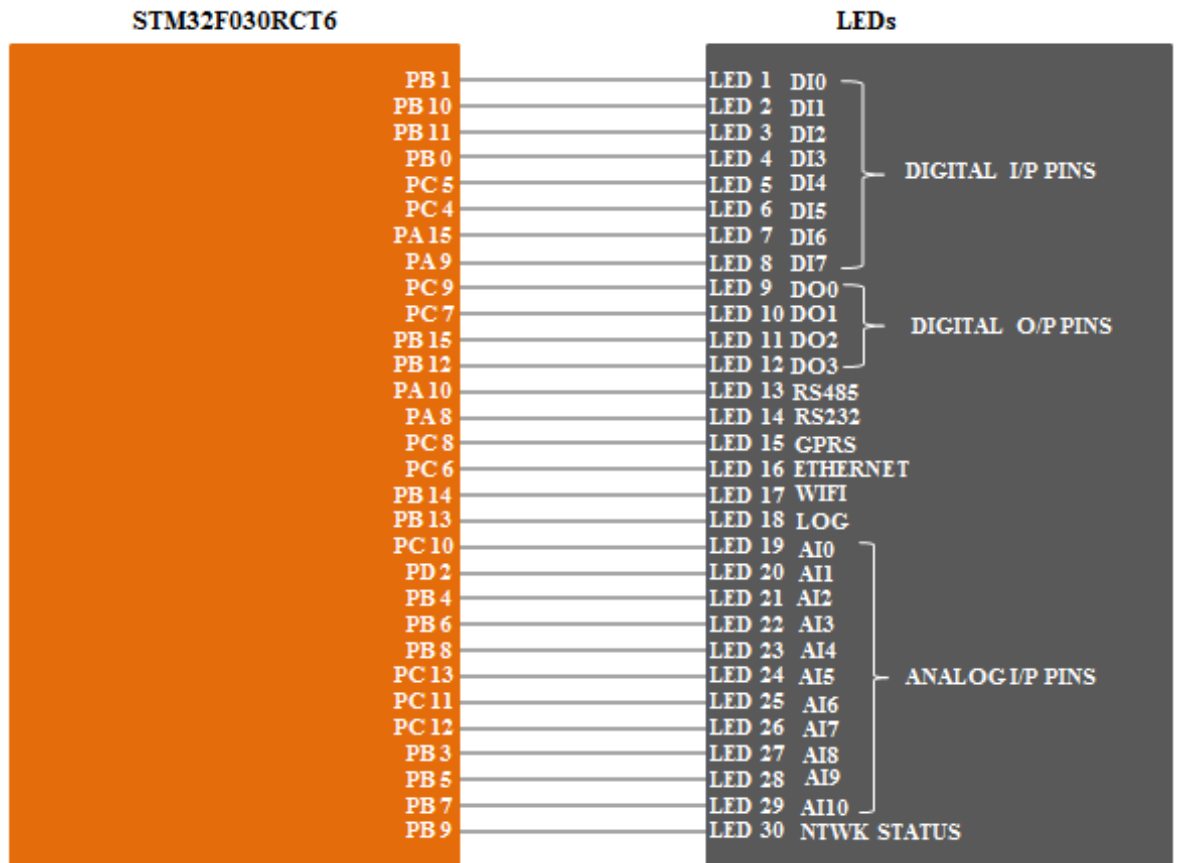 STM32F030RCT6 LEDs
PB 1 LED 1 DI0
PB 10 LED 2 DI1
PB 11 LED 3 DI2
PB 0 LED 4 DI3
DIGITAL I/P PINS
PC 5 LED 5 DI4
PC 4 LED 6 DI5
PA 15 LED 7 DI6
PA 9 LED 8 DI7
PC 9 LED 9 DO0
PC 7 LED 10 DO1
DIGITAL O/P PINS
PB 15 LED 11 DO2
PB 12 LED 12 DO3
PA 10 LED 13 RS485
PA 8 LED 14 RS232
PC 8 LED 15 GPRS
PC 6 LED 16 ETHERNET
PB 14 LED 17 WIFI
PB 13 LED 18 LOG
PC 10 LED 19 AI0
PD 2 LED 20 AI1
PB 4 LED 21 AI2
PB 6 LED 22 AI3
PB 8 LED 23 AI4
PC 13 LED 24 AI5 ANALOG I/P PINS
PC 11 LED 25 AI6
PC 12 LED 26 AI7
PB 3 LED 27 AI8
PB 5 LED 28 AI9
PB 7 LED 29 AI10
PB 9 LED 30 NTWK STATUS